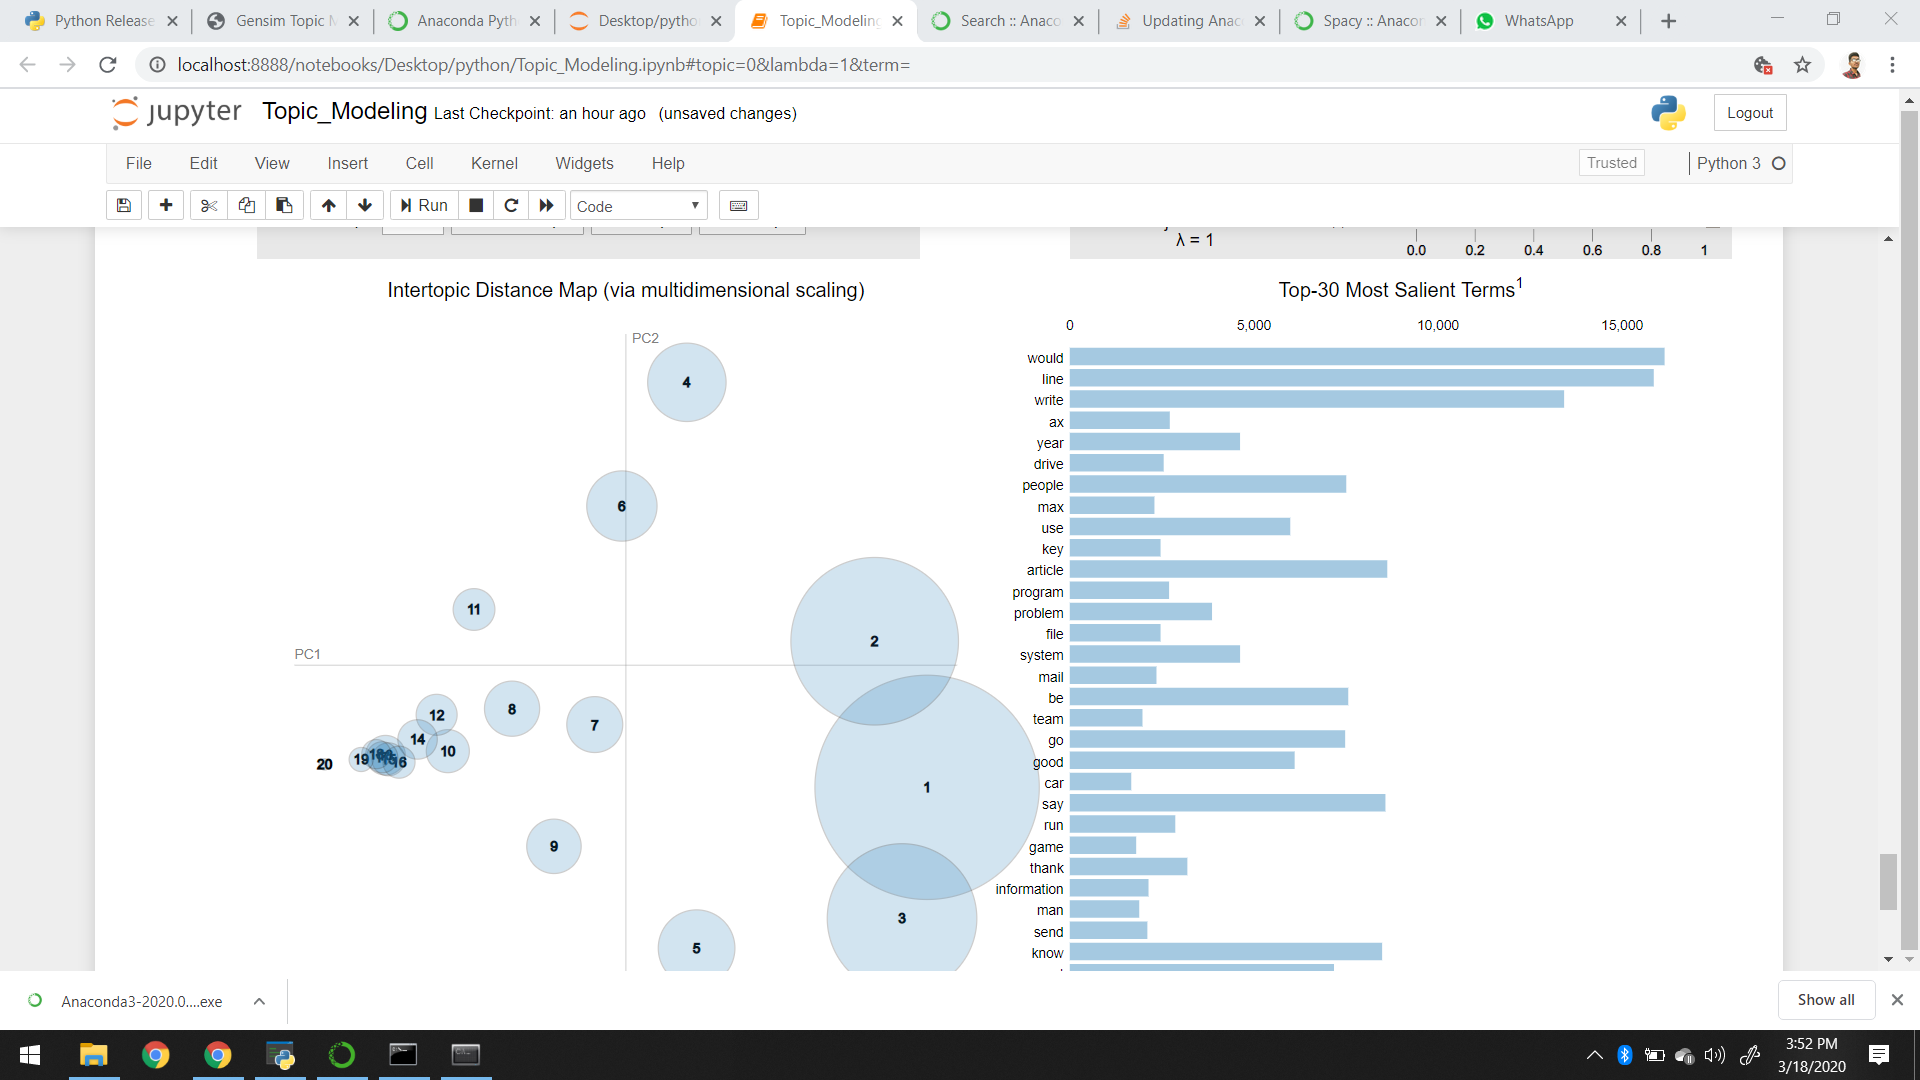 Python Release
Gensim Topic M
Anaconda Pyth
Desktop/pytho
Topic_Modeling
Search :: Anaco
Updating Anac
Spacy :: Anacon
WhatsApp
localhost:8888/notebooks/Desktop/python/Topic_Modeling.ipynb#topic=0&lambda=1&term=
jupyter Topic_Modeling Last Checkpoint: an hour ago (unsaved changes)
Logout
File Edit View Insert Cell Kernel Widgets Help
Trusted
Python 3
Run
Code
λ = 1
0.0 0.2 0.4 0.6 0.8 1
Intertopic Distance Map (via multidimensional scaling)
PC2
4
6
11
2
PC1
12
8
7
14
10
20
19
16
1
9
3
5
Top-30 Most Salient Terms1
0 5,000 10,000 15,000
would
line
write
ax
year
drive
people
max
use
key
article
program
problem
file
system
mail
be
team
go
good
car
say
run
game
thank
information
man
send
know
Anaconda3-2020.0....exe
Show all
3:52 PM
3/18/2020